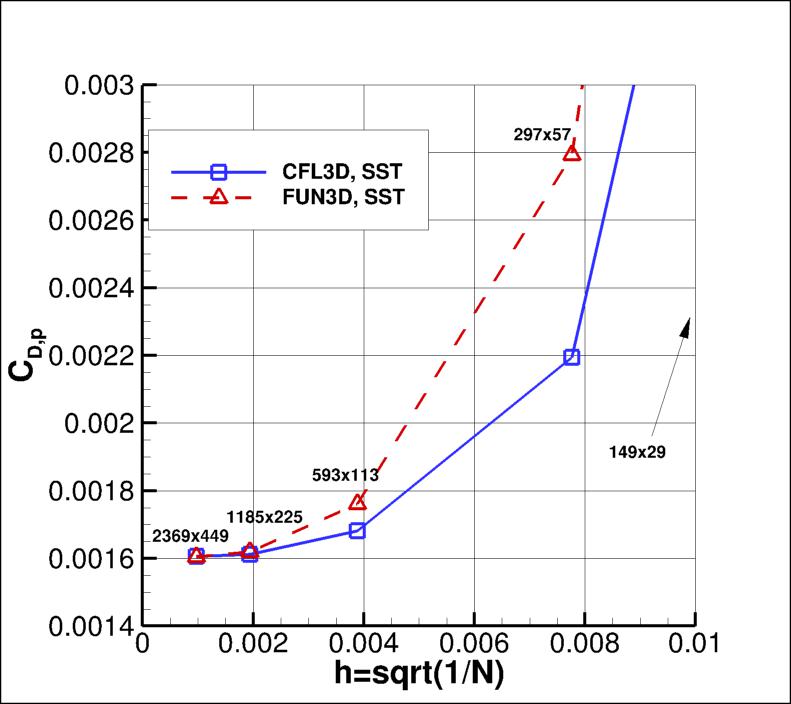 0.003
0.0028
0.0026
0.0024
0.0022
0.002
0.0018
0.0016
0.0014
C_D,p
CFL3D, SST
FUN3D, SST
297x57
149x29
593x113
1185x225
2369x449
0
0.002
0.004
0.006
0.008
0.01
h=sqrt(1/N)